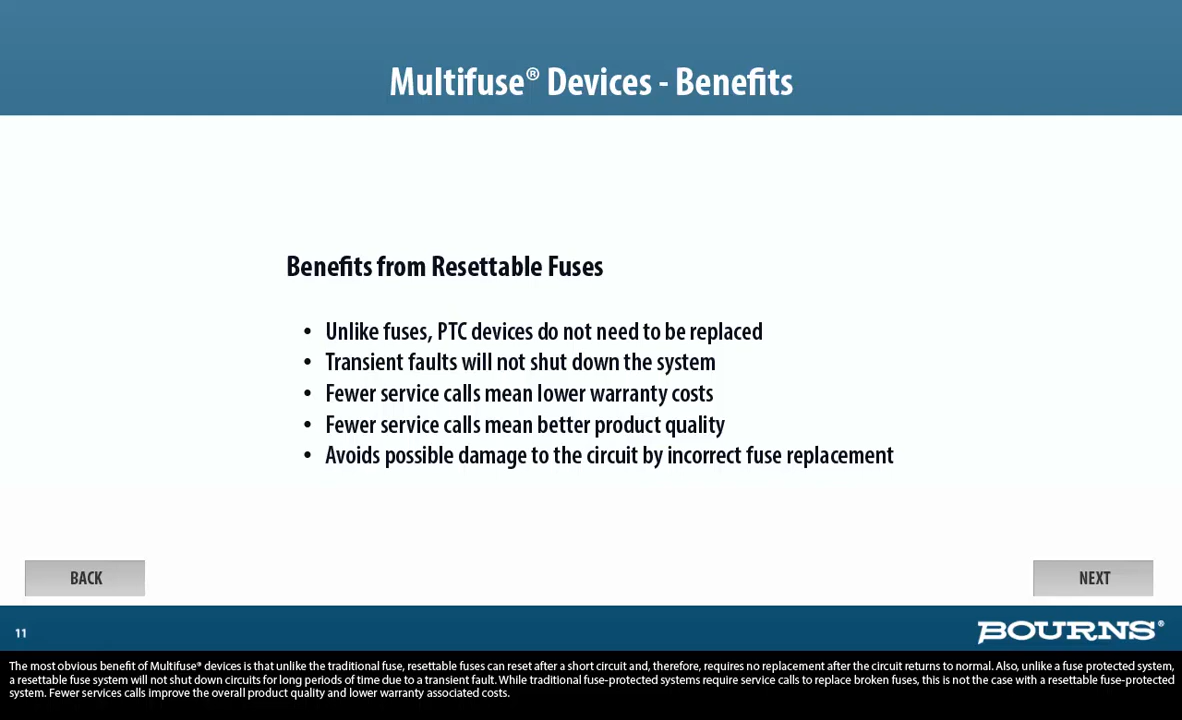 Multifuse® Devices - Benefits
Benefits from Resettable Fuses
• Unlike fuses, PTC devices do not need to be replaced
• Transient faults will not shut down the system
• Fewer service calls mean lower warranty costs
• Fewer service calls mean better product quality
• Avoids possible damage to the circuit by incorrect fuse replacement
BACK
NEXT
11
BOURNS®
The most obvious benefit of Multifuse® devices is that unlike the traditional fuse, resettable fuses can reset after a short circuit and, therefore, requires no replacement after the circuit returns to normal. Also, unlike a fuse protected system,
a resettable fuse system will not shut down circuits for long periods of time due to a transient fault. While traditional fuse-protected systems require service calls to replace broken fuses, this is not the case with a resettable fuse-protected
system. Fewer services calls improve the overall product quality and lower warranty associated costs.